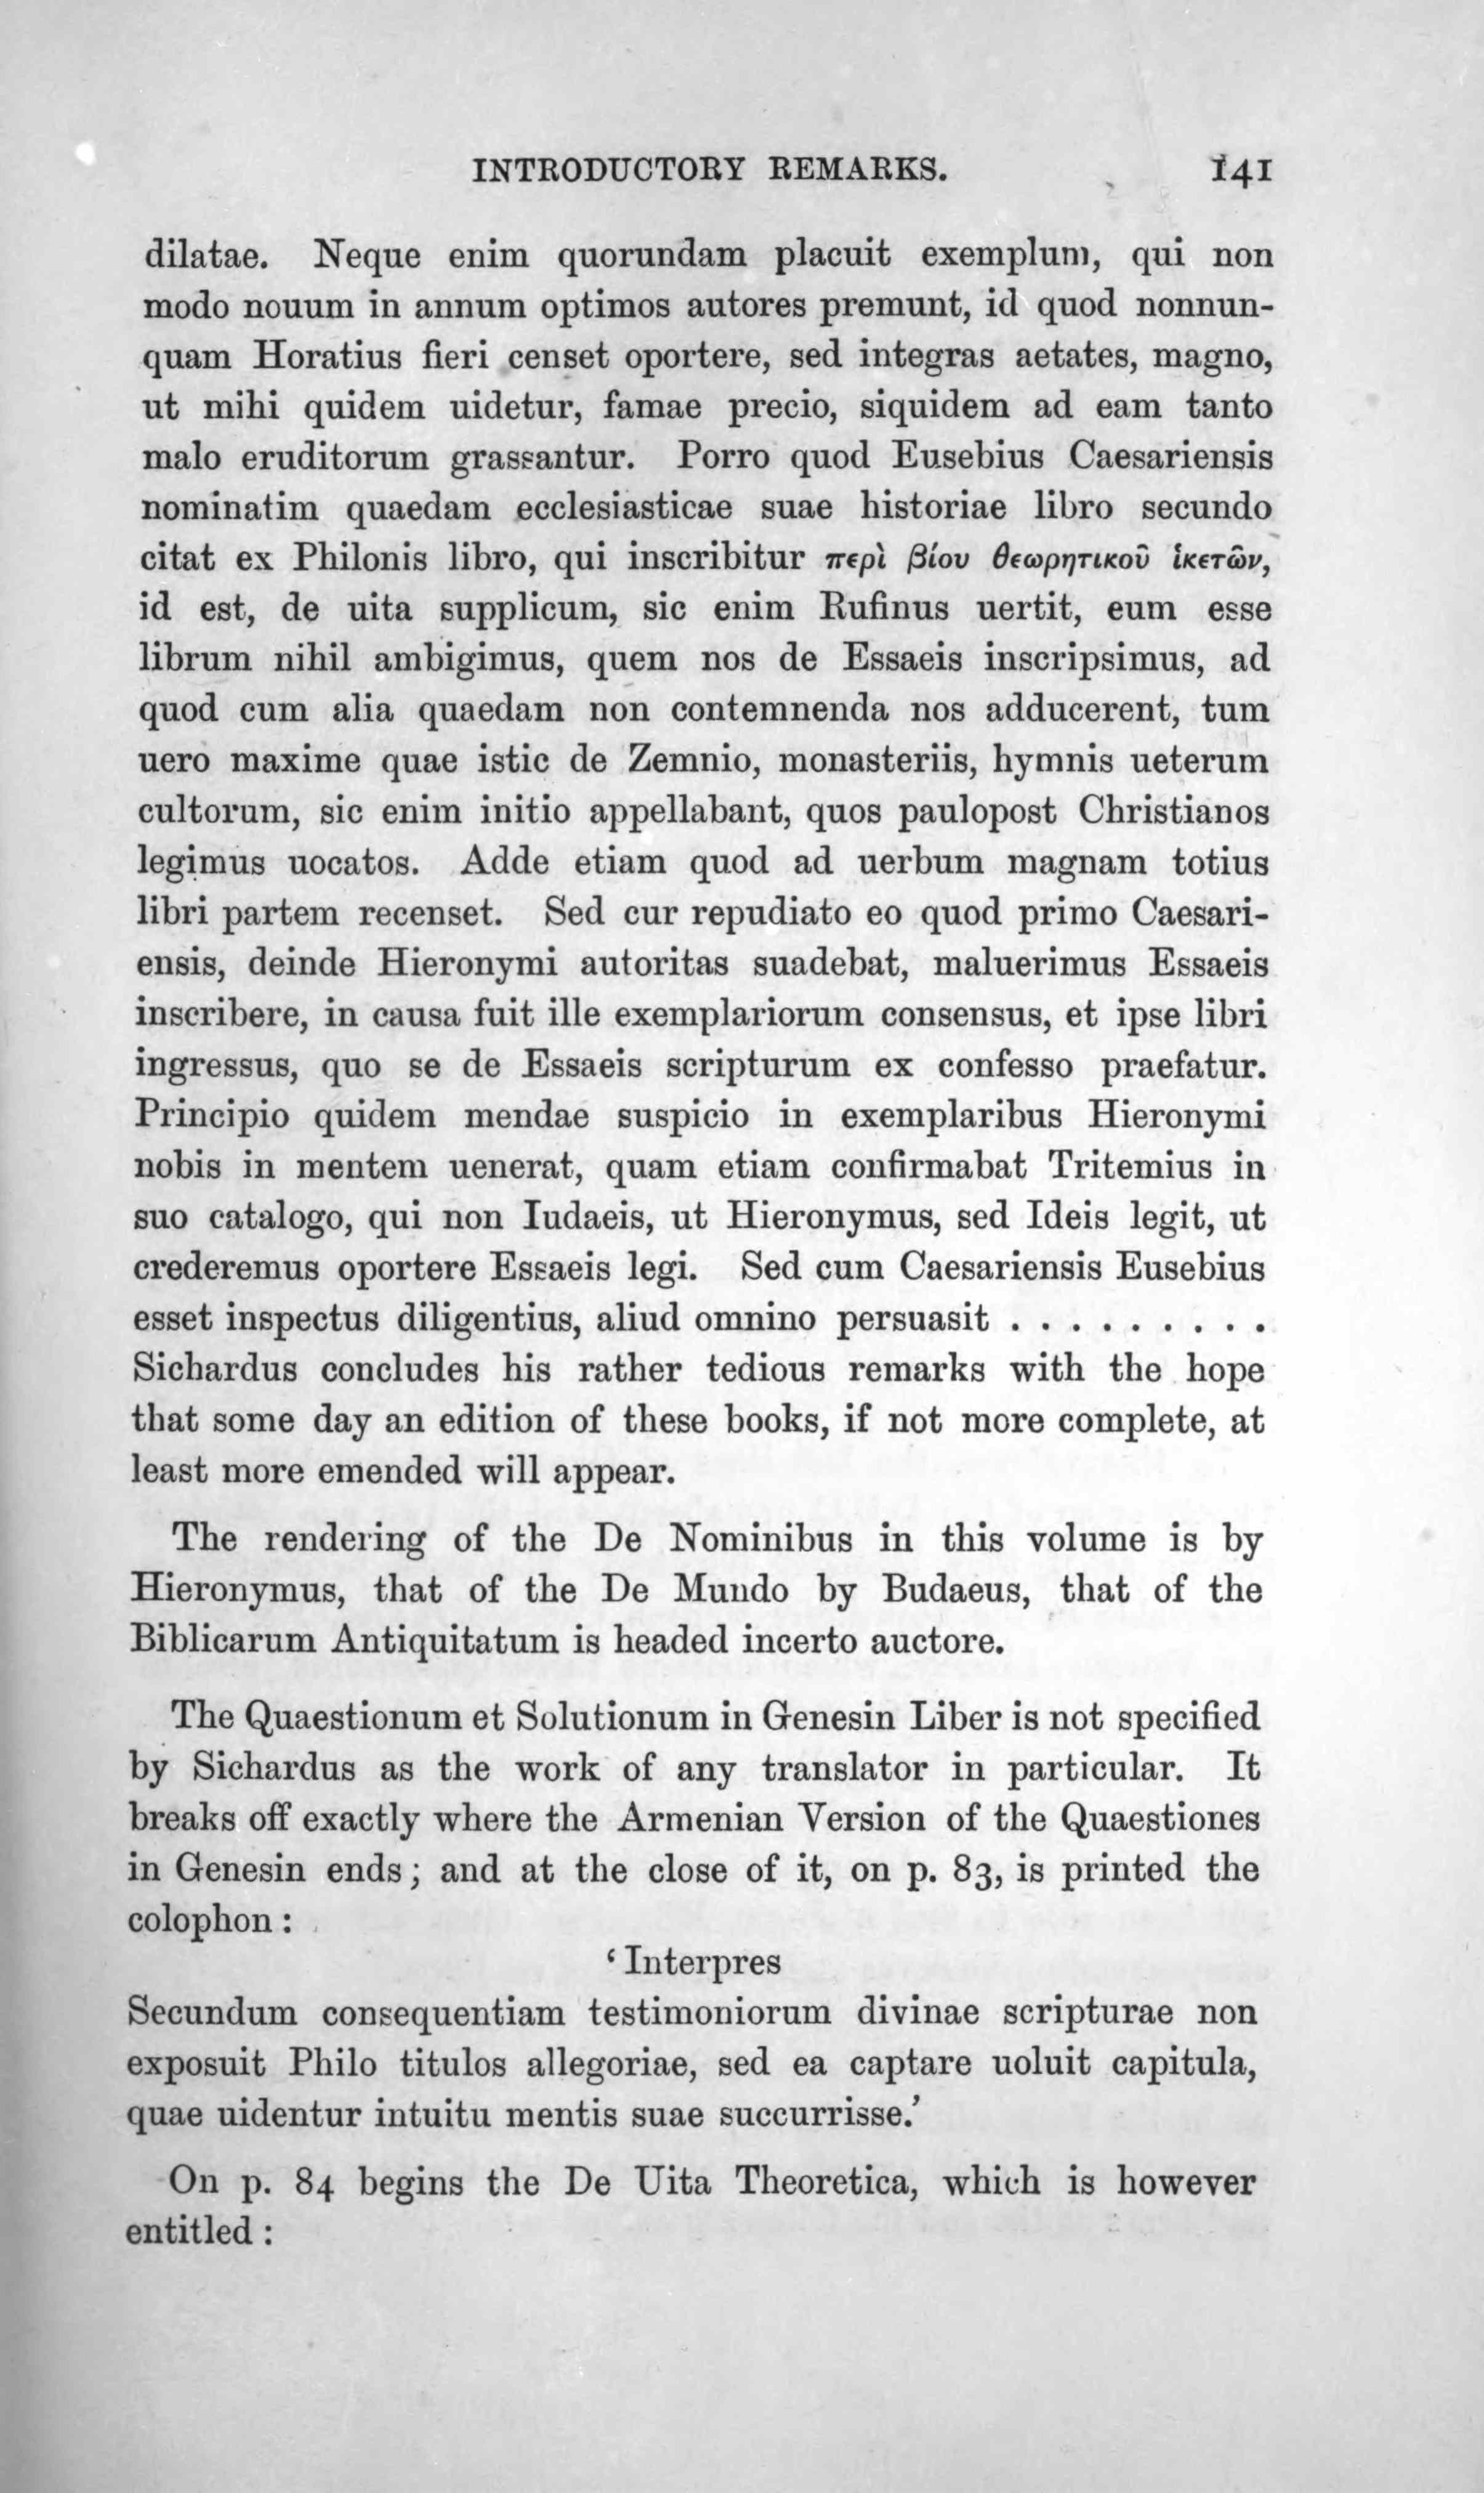 INTRODUCTORY REMARKS. 141
dilatae. Neque enim quorundam placuit exemplum, qui non
modo nouum in annum optimos autores premunt, id quod nonnun-
quam Horatius fieri censet oportere, sed integras aetates, magno,
ut mihi quidem uidetur, famae precio, siquidem ad eam tanto
malo eruditorum grassantur. Porro quod Eusebius Caesariensis
nominatim quaedam ecclesiasticae suae historiae libro secundo
citat ex Philonis libro, qui inscribitur περὶ βίου θεωρητικοῦ ἱκετῶν,
id est, de uita supplicum, sic enim Rufinus uertit, eum esse
librum nihil ambigimus, quem nos de Essaeis inscripsimus, ad
quod cum alia quaedam non contemnenda nos adducerent, tum
uero maxime quae istic de Zemnio, monasteriis, hymnis ueterum
cultorum, sic enim initio appellabant, quos paulopost Christianos
legimus uocatos. Adde etiam quod ad uerbum magnam totius
libri partem recenset. Sed cur repudiato eo quod primo Caesari-
ensis, deinde Hieronymi autoritas suadebat, maluerimus Essaeis
inscribere, in causa fuit ille exemplariorum consensus, et ipse libri
ingressus, quo se de Essaeis scripturum ex confesso praefatur.
Principio quidem mendae suspicio in exemplaribus Hieronymi
nobis in mentem uenerat, quam etiam confirmabat Tritemius in
suo catalogo, qui non Iudaeis, ut Hieronymus, sed Ideis legit, ut
crederemus oportere Essaeis legi. Sed cum Caesariensis Eusebius
esset inspectus diligentius, aliud omnino persuasit . . . . . . . . .
Sichardus concludes his rather tedious remarks with the hope
that some day an edition of these books, if not more complete, at
least more emended will appear.
The rendering of the De Nominibus in this volume is by
Hieronymus, that of the De Mundo by Budaeus, that of the
Biblicarum Antiquitatum is headed incerto auctore.
The Quaestionum et Solutionum in Genesin Liber is not specified
by Sichardus as the work of any translator in particular. It
breaks off exactly where the Armenian Version of the Quaestiones
in Genesin ends; and at the close of it, on p. 83, is printed the
colophon:
‘Interpres
Secundum consequentiam testimoniorum divinae scripturae non
exposuit Philo titulos allegoriae, sed ea captare uoluit capitula,
quae uidentur intuitu mentis suae succurrisse.’
On p. 84 begins the De Uita Theoretica, which is however
entitled: